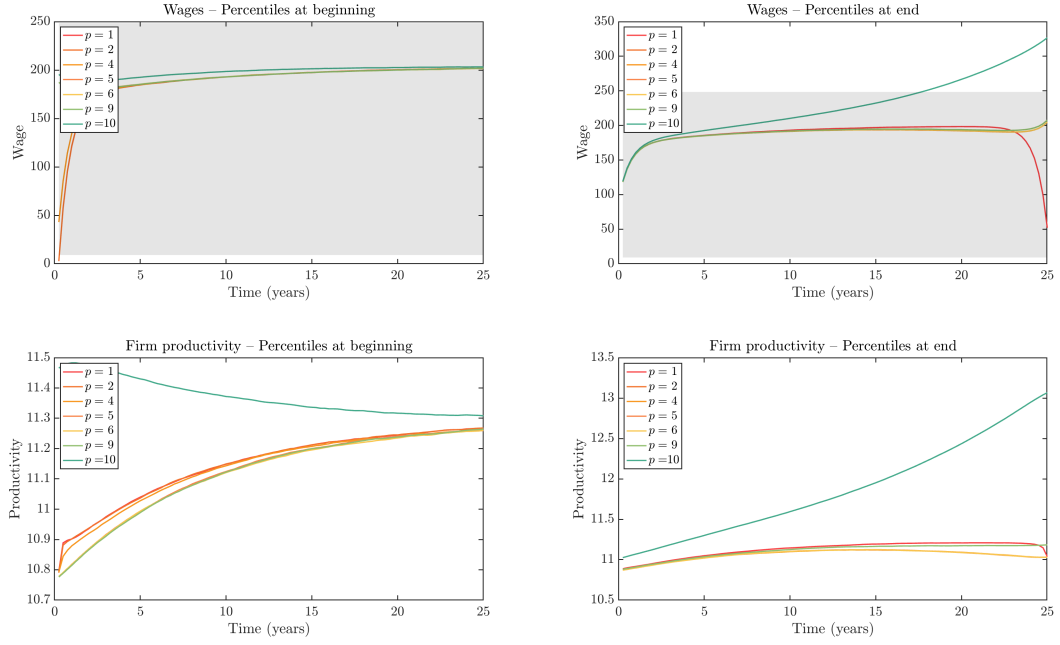 Wages – Percentiles at beginning
250
200
150
100
50
0
Wage
p = 1
p = 2
p = 4
p = 5
p = 6
p = 9
p =10
0
5
10
15
20
25
Time (years)
Wages – Percentiles at end
350
300
250
200
150
100
50
0
Wage
p = 1
p = 2
p = 4
p = 5
p = 6
p = 9
p =10
0
5
10
15
20
25
Time (years)
Firm productivity – Percentiles at beginning
11.5
11.4
11.3
11.2
11.1
11
10.9
10.8
10.7
Productivity
p = 1
p = 2
p = 4
p = 5
p = 6
p = 9
p =10
0
5
10
15
20
25
Time (years)
Firm productivity – Percentiles at end
13.5
13
12.5
12
11.5
11
10.5
Productivity
p = 1
p = 2
p = 4
p = 5
p = 6
p = 9
p =10
0
5
10
15
20
25
Time (years)